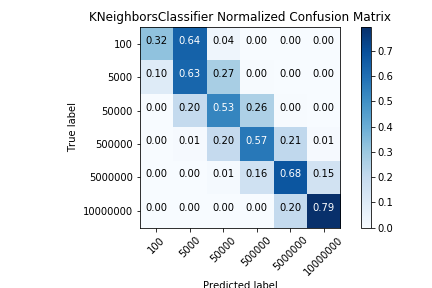 KNeighborsClassifier Normalized Confusion Matrix
100 0.32 0.64 0.04 0.00 0.00 0.00
5000 0.10 0.63 0.27 0.00 0.00 0.00
50000 0.00 0.20 0.53 0.26 0.00 0.00
500000 0.00 0.01 0.20 0.57 0.21 0.01
5000000 0.00 0.00 0.01 0.16 0.68 0.15
10000000 0.00 0.00 0.00 0.00 0.20 0.79
True label
100 5000 50000 500000 5000000 10000000
Predicted label
0.7
0.6
0.5
0.4
0.3
0.2
0.1
0.0